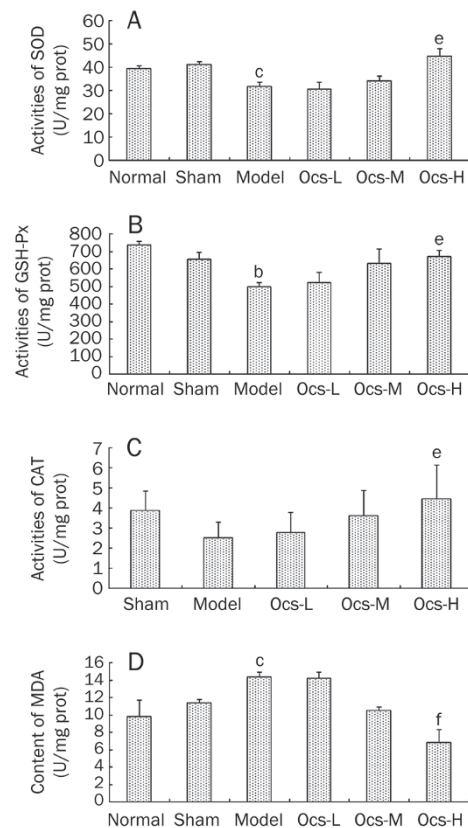 A
Activities of SOD
(U/mg prot)
60
50
40
30
20
10
0
c
e
Normal Sham Model Ocs-L Ocs-M Ocs-H
B
Activities of GSH-Px
(U/mg prot)
800
700
600
500
400
300
200
100
0
b
e
Normal Sham Model Ocs-L Ocs-M Ocs-H
C
Activities of CAT
(U/mg prot)
7
6
5
4
3
2
1
0
e
Sham Model Ocs-L Ocs-M Ocs-H
D
Content of MDA
(U/mg prot)
16
14
12
10
8
6
4
2
0
c
f
Normal Sham Model Ocs-L Ocs-M Ocs-H